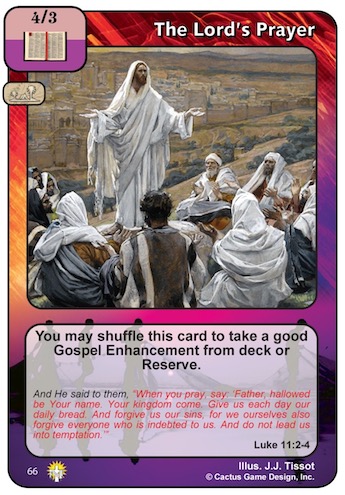 4/3
The Lord's Prayer
You may shuffle this card to take a good
Gospel Enhancement from deck or
Reserve.
And He said to them, "When you pray, say: 'Father, hallowed
be Your name. Your kingdom come. Give us each day our
daily bread. And forgive us our sins, for we ourselves also
forgive everyone who is indebted to us. And do not lead us
into temptation.'"
Luke 11:2-4
66
Illus. J.J. Tissot
© Cactus Game Design, Inc.